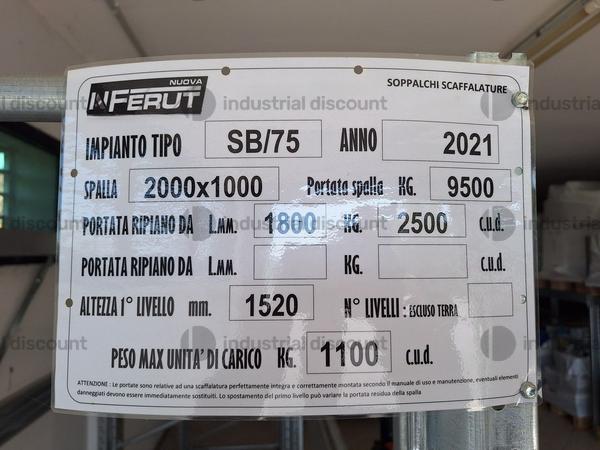 NUOVA
NFERUT
SOPPALCHI SCAFFALATURE
IMPIANTO TIPO SB/75 ANNO 2021
SPALLA 2000x1000 Portata spalla KG. 9500
PORTATA RIPIANO DA L.MM. 1800 KG. 2500 c.u.d.
PORTATA RIPIANO DA L.MM. KG. c.u.d.
ALTEZZA 1° LIVELLO mm. 1520 N° LIVELLI : ESCLUSO TERRA
PESO MAX UNITA' DI CARICO KG. 1100 c.u.d.
ATTENZIONE : Le portate sono relative ad una scaffalatura perfettamente integra e correttamente montata secondo il manuale di uso e manutenzione, eventuali elementi
danneggiati devono essere immediatamente sostituiti. Lo spostamento del primo livello può variare la portata residua della spalla
industrial discount